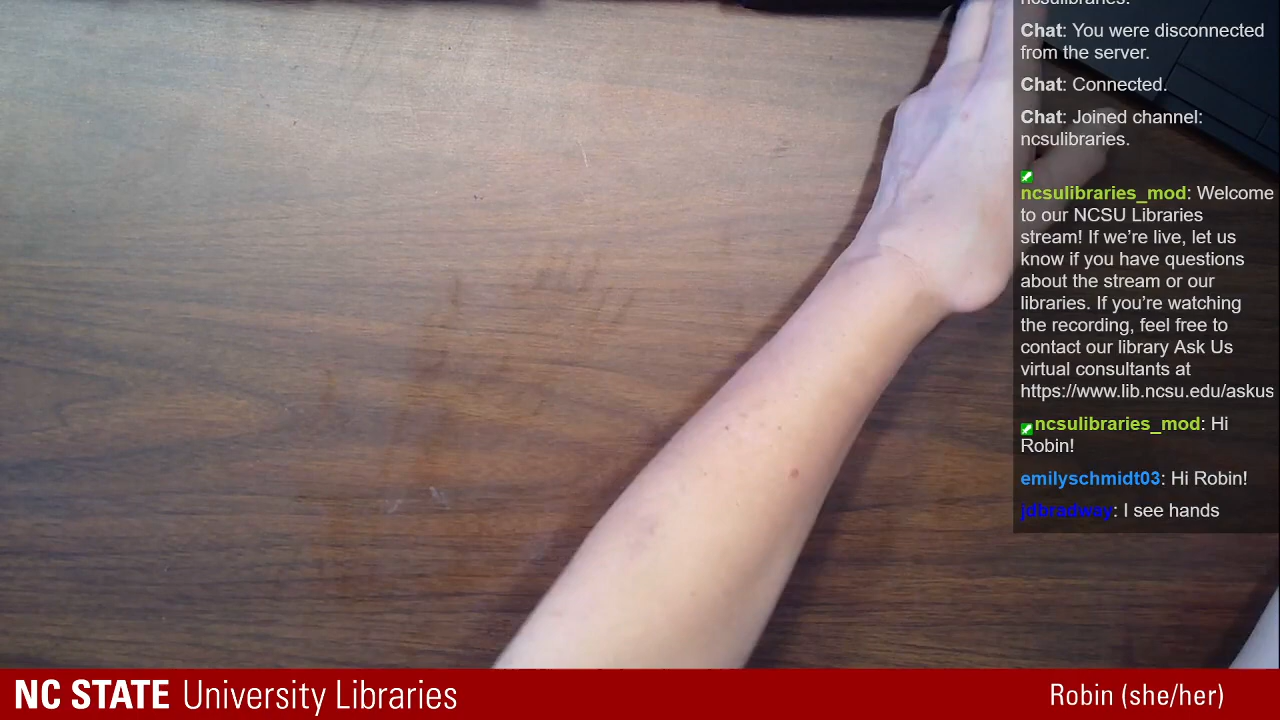 ncsulibraries.
Chat: You were disconnected
from the server.
Chat: Connected.
Chat: Joined channel:
ncsulibraries.
ncsulibraries_mod: Welcome
to our NCSU Libraries
stream! If we’re live, let us
know if you have questions
about the stream or our
libraries. If you’re watching
the recording, feel free to
contact our library Ask Us
virtual consultants at
https://www.lib.ncsu.edu/askus
ncsulibraries_mod: Hi
Robin!
emilyschmidt03: Hi Robin!
jdbradway: I see hands
NC STATE University Libraries
Robin (she/her)